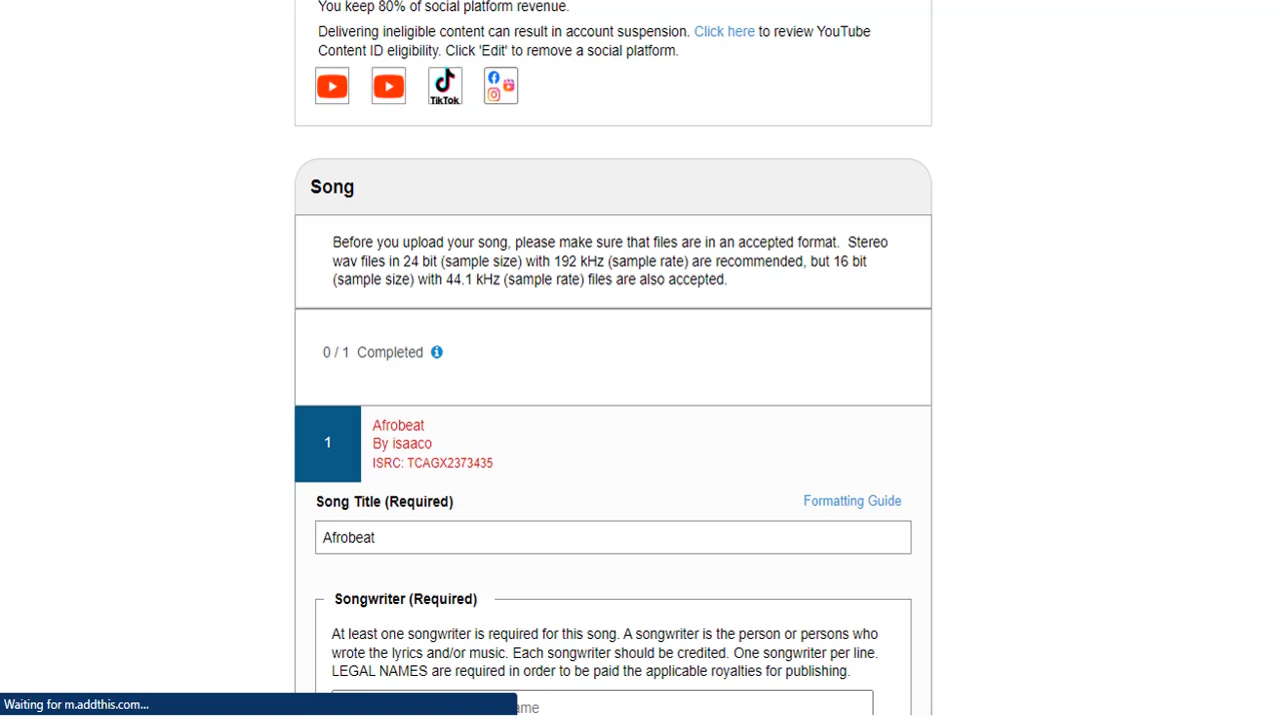 You keep 80% of social platform revenue.
Delivering ineligible content can result in account suspension. Click here to review YouTube
Content ID eligibility. Click 'Edit' to remove a social platform.
TikTok
Song
Before you upload your song, please make sure that files are in an accepted format. Stereo
wav files in 24 bit (sample size) with 192 kHz (sample rate) are recommended, but 16 bit
(sample size) with 44.1 kHz (sample rate) files are also accepted.
0 / 1 Completed
1
Afrobeat
By isaaco
ISRC: TCAGX2373435
Song Title (Required)
Formatting Guide
Afrobeat
Songwriter (Required)
At least one songwriter is required for this song. A songwriter is the person or persons who
wrote the lyrics and/or music. Each songwriter should be credited. One songwriter per line.
LEGAL NAMES are required in order to be paid the applicable royalties for publishing.
Waiting for m.addthis.com...